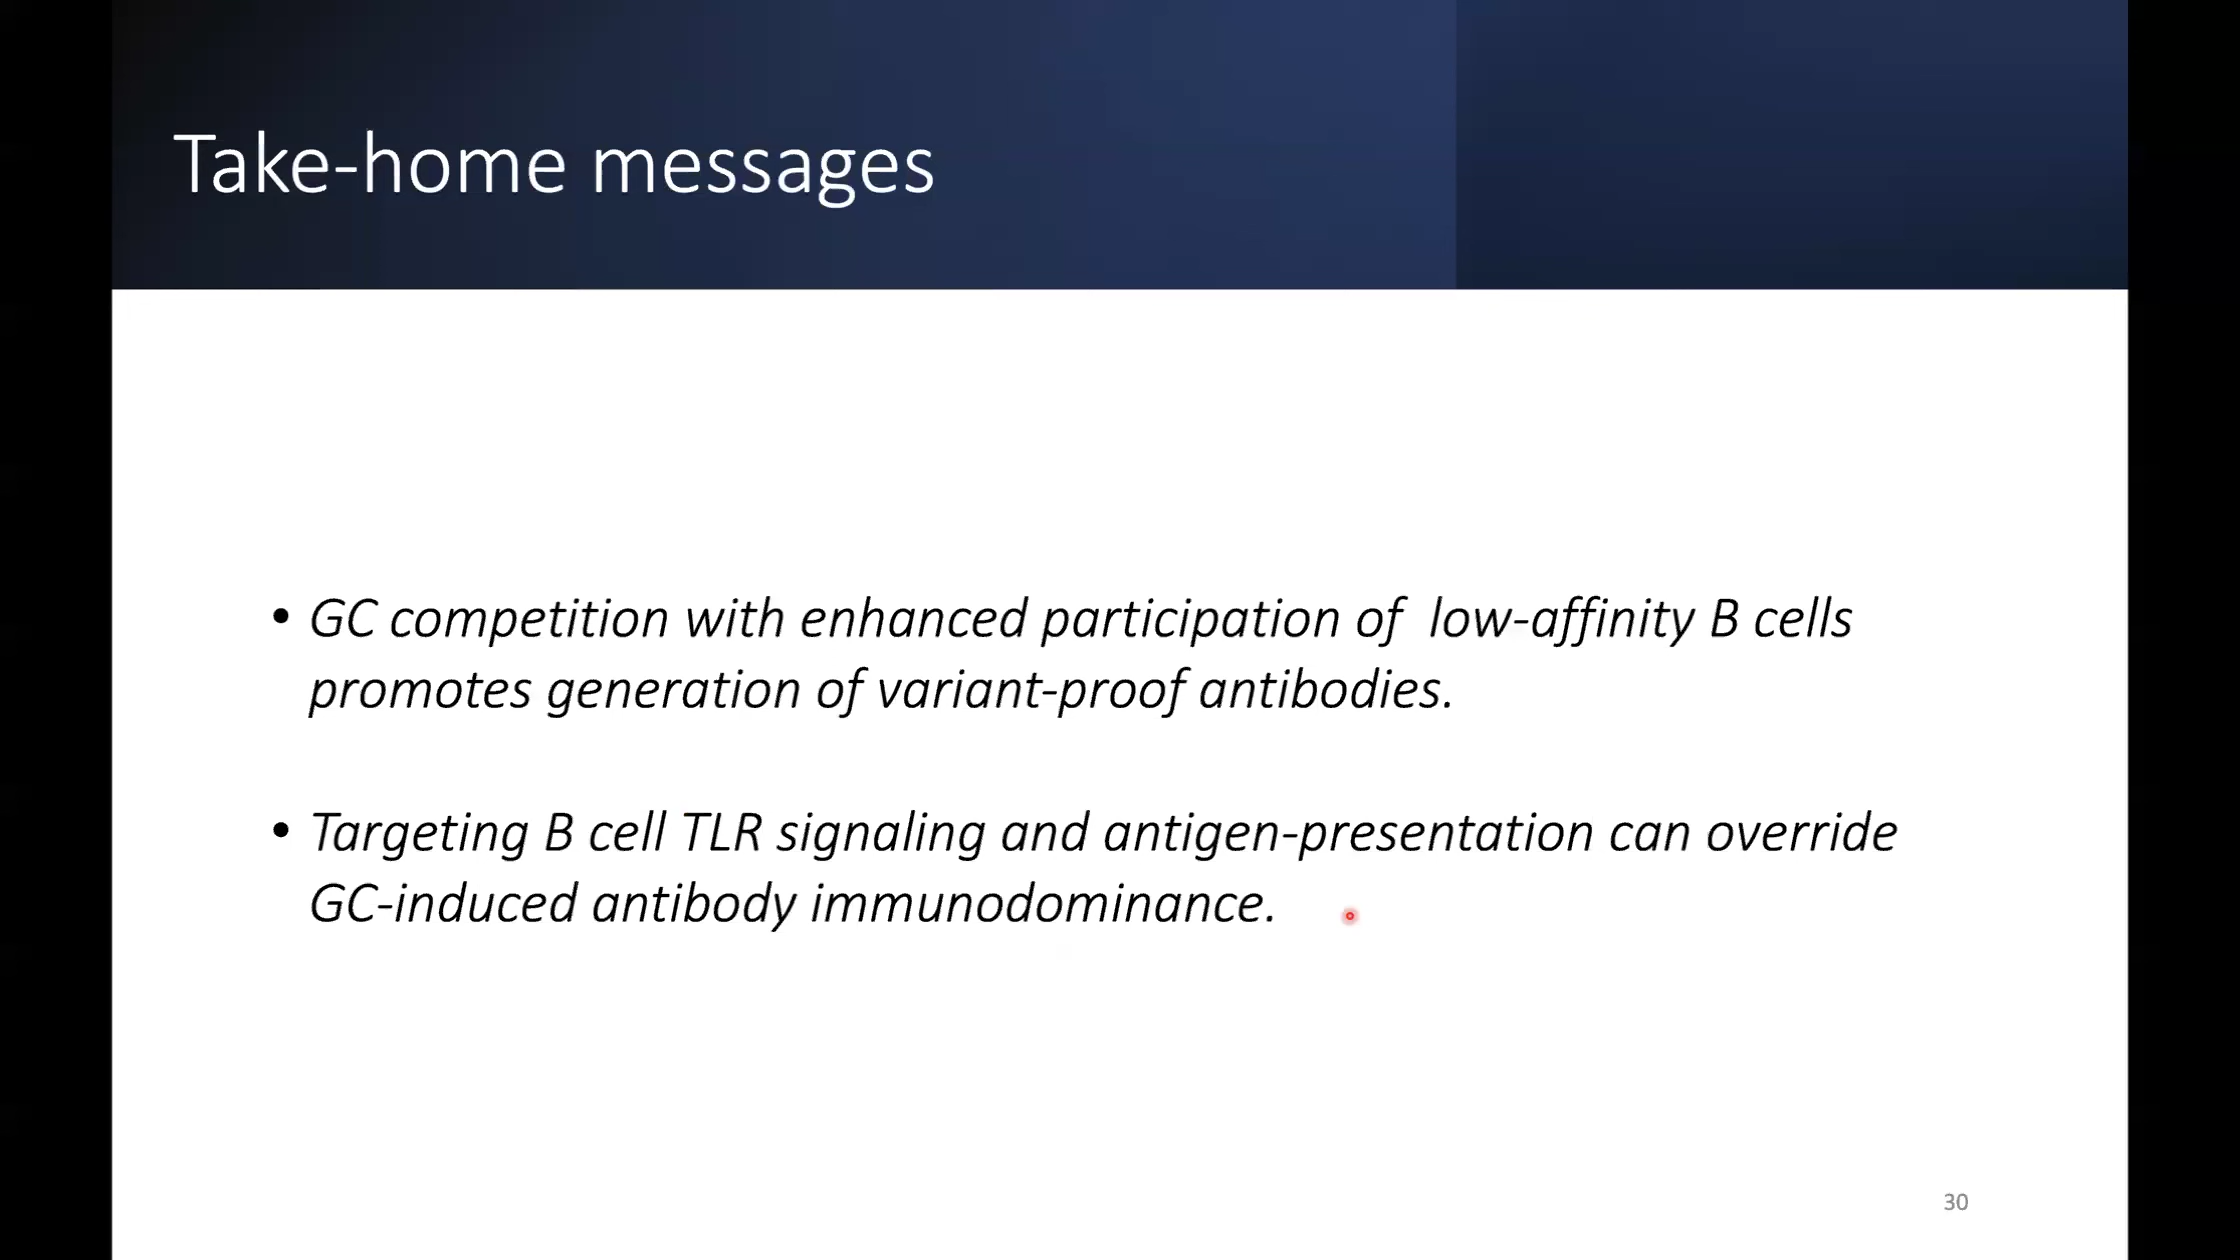 Take-home messages
• GC competition with enhanced participation of  low-affinity B cells
promotes generation of variant-proof antibodies.
• Targeting B cell TLR signaling and antigen-presentation can override
GC-induced antibody immunodominance.
30